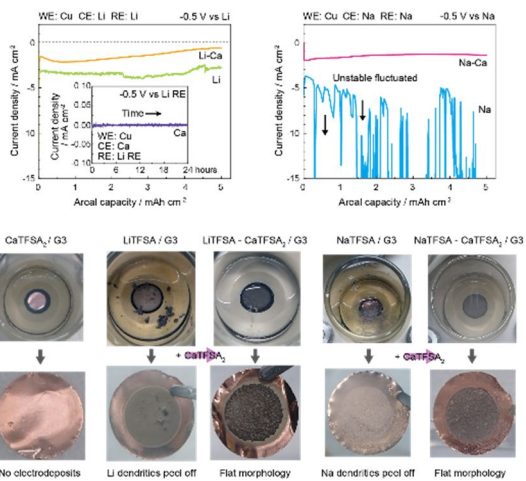 WE: Cu CE: Li RE: Li -0.5 V vs Li
Current density / mA cm-2
0
-5
-10
-15
Li-Ca
Li
Current density / mA cm-2
0.10
0.05
0.00
-0.05
-0.10
-0.5 V vs Li RE
Time
Ca
WE: Cu
CE: Ca
RE: Li RE
0 6 12 18 24 hours
0 1 2 3 4 5
Areal capacity / mAh cm-2
WE: Cu CE: Na RE: Na -0.5 V vs Na
Current density / mA cm-2
0
-5
-10
-15
Na-Ca
Unstable fluctuated
Na
0 1 2 3 4 5
Areal capacity / mAh cm-2
CaTFSA2 / G3
LiTFSA / G3
LiTFSA - CaTFSA2 / G3
NaTFSA / G3
NaTFSA - CaTFSA2 / G3
+ CaTFSA2
+ CaTFSA2
No electrodeposits
Li dendrities peel off
Flat morphology
Na dendrities peel off
Flat morphology